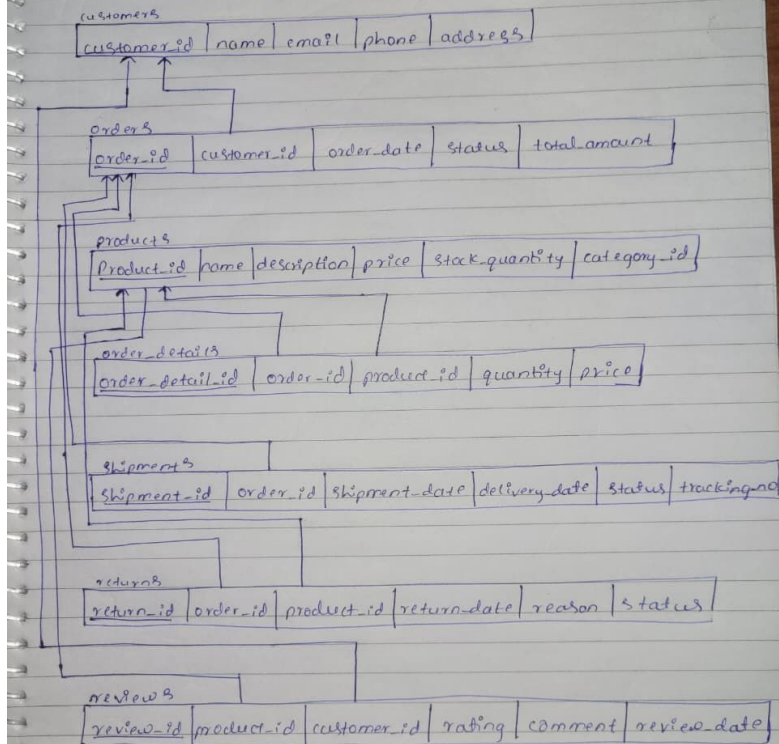 customers
customer_id name email phone address
orders
order_id customer_id order_date status total_amount
products
Product_id name description price stock_quantity category_id
order_details
order_detail_id order_id product_id quantity price
shipments
shipment_id order_id shipment_date delivery_date status tracking_no
returns
return_id order_id product_id return_date reason status
reviews
review_id product_id customer_id rating comment review_date